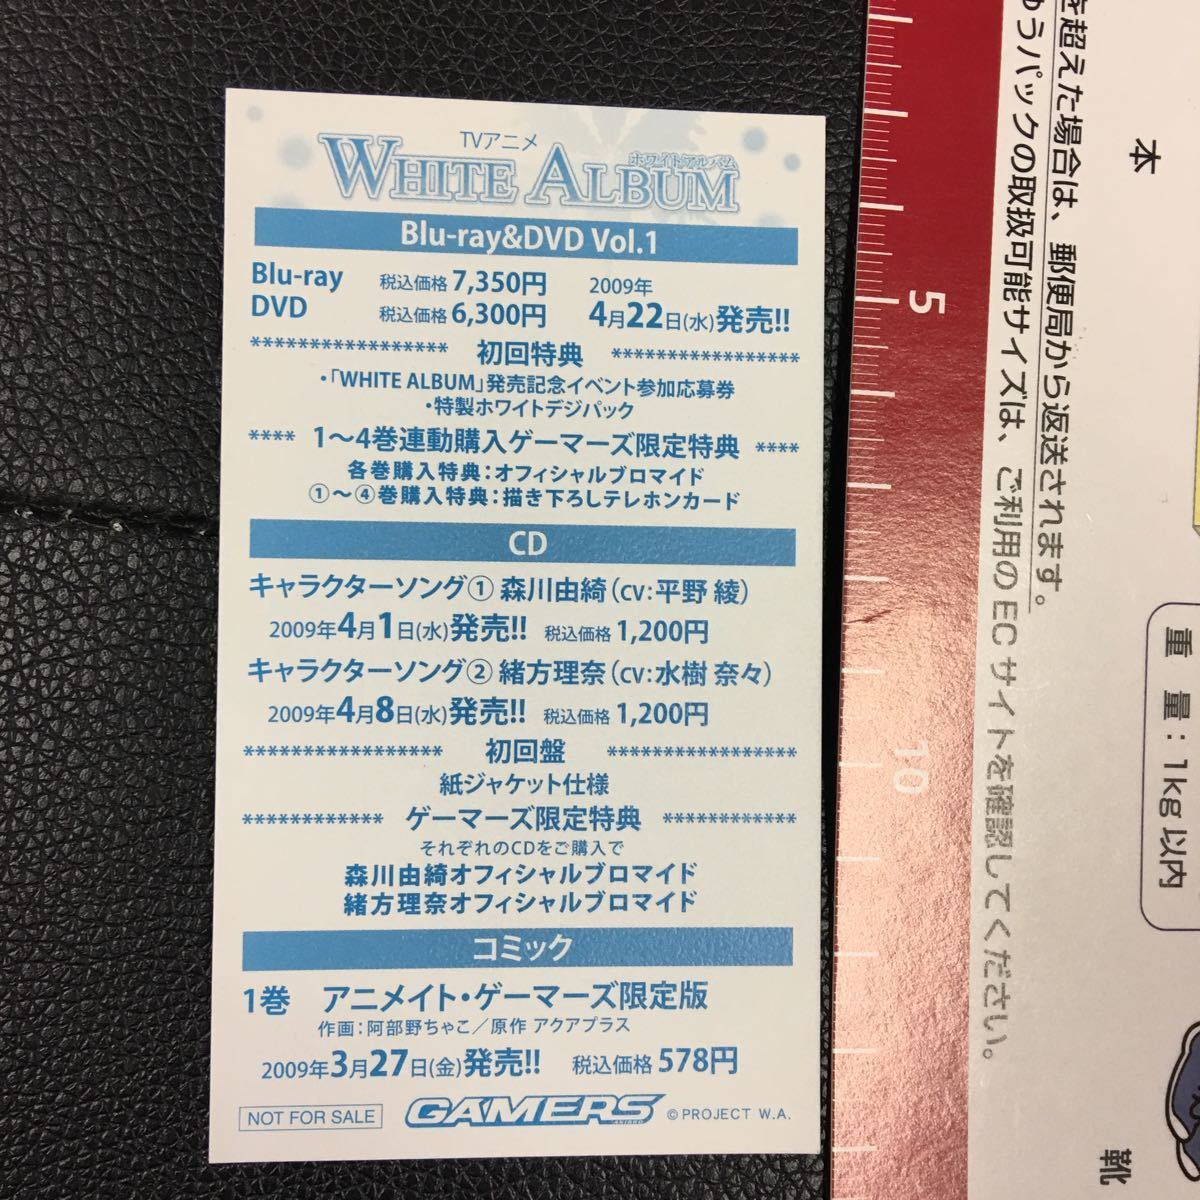 TVアニメ
WHITE ALBUM
ホワイトアルバム
Blu-ray&DVD Vol.1
Blu-ray 税込価格 7,350円 2009年
DVD 税込価格 6,300円 4月22日(水)発売!!
***************** 初回特典 ****************
・「WHITE ALBUM」発売記念イベント参加応募券
・特製ホワイトデジパック
**** 1〜4巻連動購入ゲーマーズ限定特典 ****
各巻購入特典:オフィシャルブロマイド
①〜④巻購入特典:描き下ろしテレホンカード
CD
キャラクターソング① 森川由綺(CV:平野 綾)
2009年4月1日(水)発売!! 税込価格 1,200円
キャラクターソング② 緒方理奈(CV:水樹 奈々)
2009年4月8日(水)発売!! 税込価格 1,200円
***************** 初回盤 ****************
紙ジャケット仕様
************ ゲーマーズ限定特典 ************
それぞれのCDをご購入で
森川由綺オフィシャルブロマイド
緒方理奈オフィシャルブロマイド
コミック
1巻 アニメイト・ゲーマーズ限定版
作画:阿部野ちゃこ/原作 アクアプラス
2009年3月27日(金)発売!! 税込価格 578円
NOT FOR SALE GAMERS ©PROJECT W.A.
5
10
を超えた場合は、郵便局から返送されます。
ゆうパックの取扱可能サイズは、ご利用のECサイトを確認してください。
本
重量:1kg以内
靴